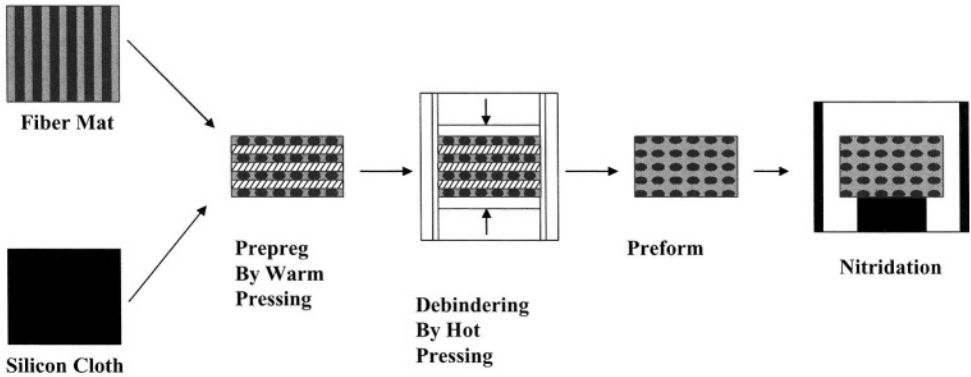 Fiber Mat
Silicon Cloth
Prepreg
By Warm
Pressing
Debindering
By Hot
Pressing
Preform
Nitridation